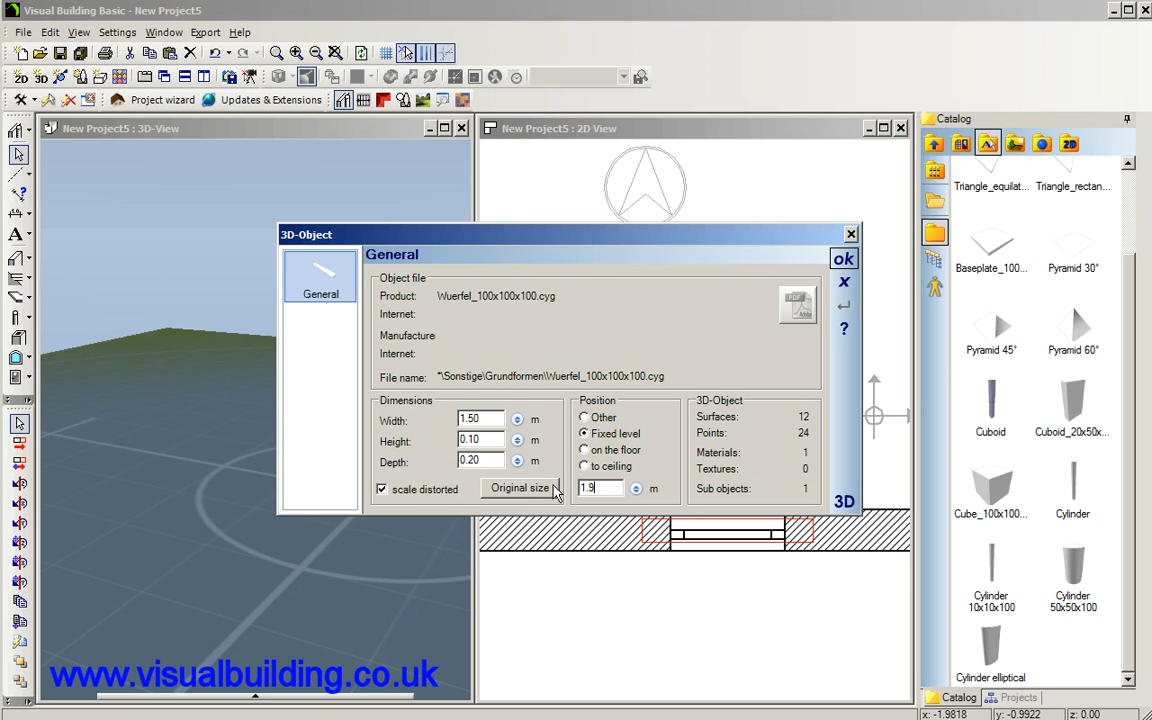 Visual Building Basic - New Project5
File Edit View Settings Window Export Help
2D 3D
Project wizard Updates & Extensions
New Project5 : 3D-View
New Project5 : 2D View
Catalog
2D
Triangle_equilat... Triangle_rectan...
Baseplate_100... Pyramid 30°
Pyramid 45° Pyramid 60°
Cuboid Cuboid_20x50x...
Cube_100x100... Cylinder
Cylinder 10x10x100
Cylinder 50x50x100
Cylinder elliptical
3D-Object
General
General
ok
x
?
3D
Object file
Product: Wuerfel_100x100x100.cyg
Internet:
Manufacture
Internet:
File name: *\Sonstige\Grundformen\Wuerfel_100x100x100.cyg
PDF
Adobe
Dimensions
Width: 1.50 m
Height: 0.10 m
Depth: 0.20 m
scale distorted
Original size
Position
Other
Fixed level
on the floor
to ceiling
1.9 m
3D-Object
Surfaces: 12
Points: 24
Materials: 1
Textures: 0
Sub objects: 1
www.visualbuilding.co.uk
Catalog Projects
x: -1.9818 y: -0.9922 z: 0.00